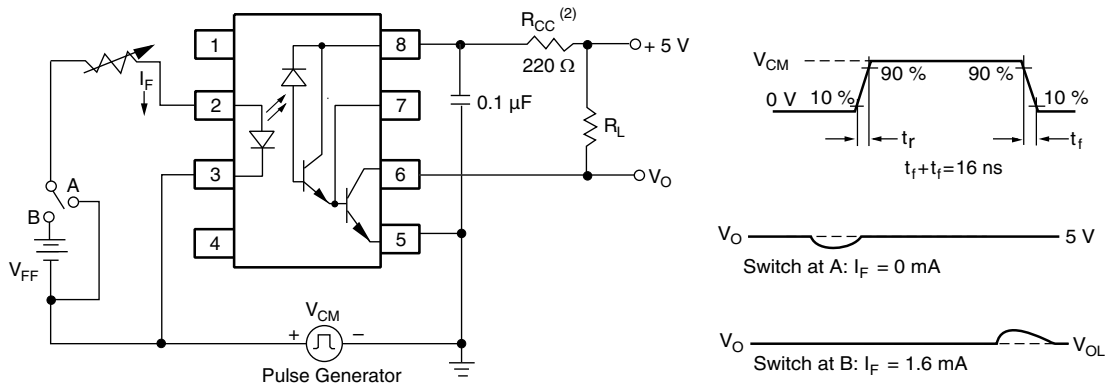 1
2
3
4
8
7
6
5
I_F
A
B
V_FF
R_CC (2)
220 Ω
+ 5 V
0.1 µF
R_L
V_O
V_CM
+
−
Pulse Generator
V_CM
90 %
90 %
0 V
10 %
10 %
t_r
t_f
t_f+t_f = 16 ns
V_O
5 V
Switch at A: I_F = 0 mA
V_O
V_OL
Switch at B: I_F = 1.6 mA